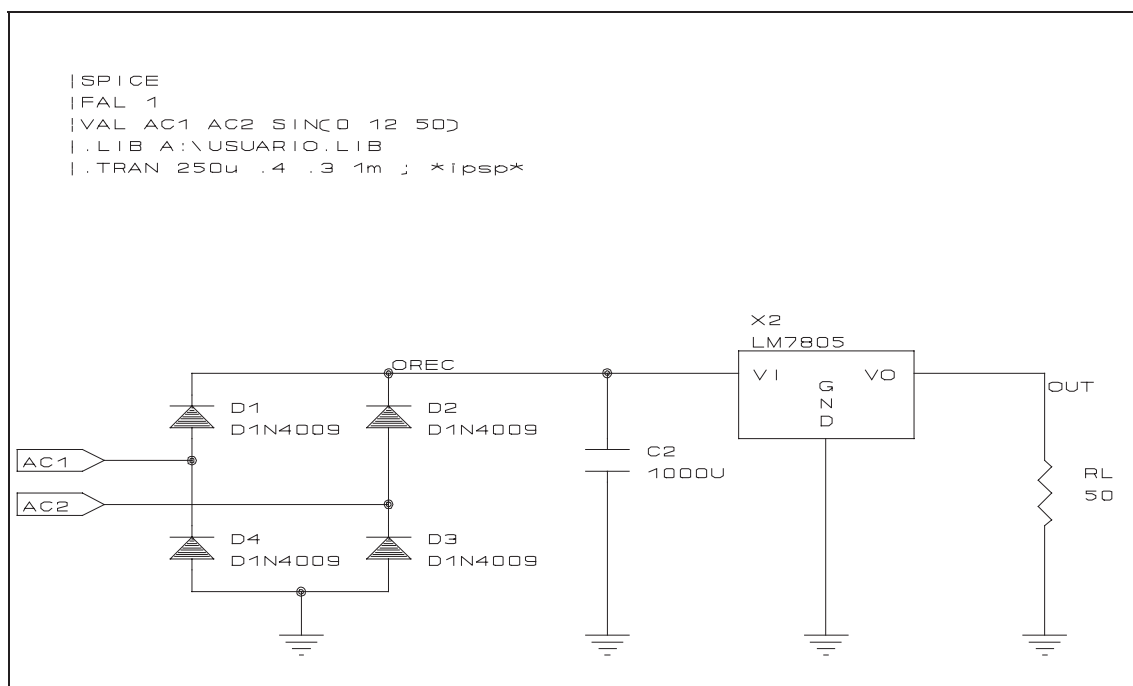 |SPICE
|FAL 1
|VAL AC1 AC2 SIN(0 12 50)
|.LIB A:\USUARIO.LIB
|.TRAN 250u .4 .3 1m ; *ipsp*
X2
LM7805
OREC
VI
GND
VO
OUT
D1
D1N4009
D2
D1N4009
AC1
C2
1000U
RL
50
AC2
D4
D1N4009
D3
D1N4009